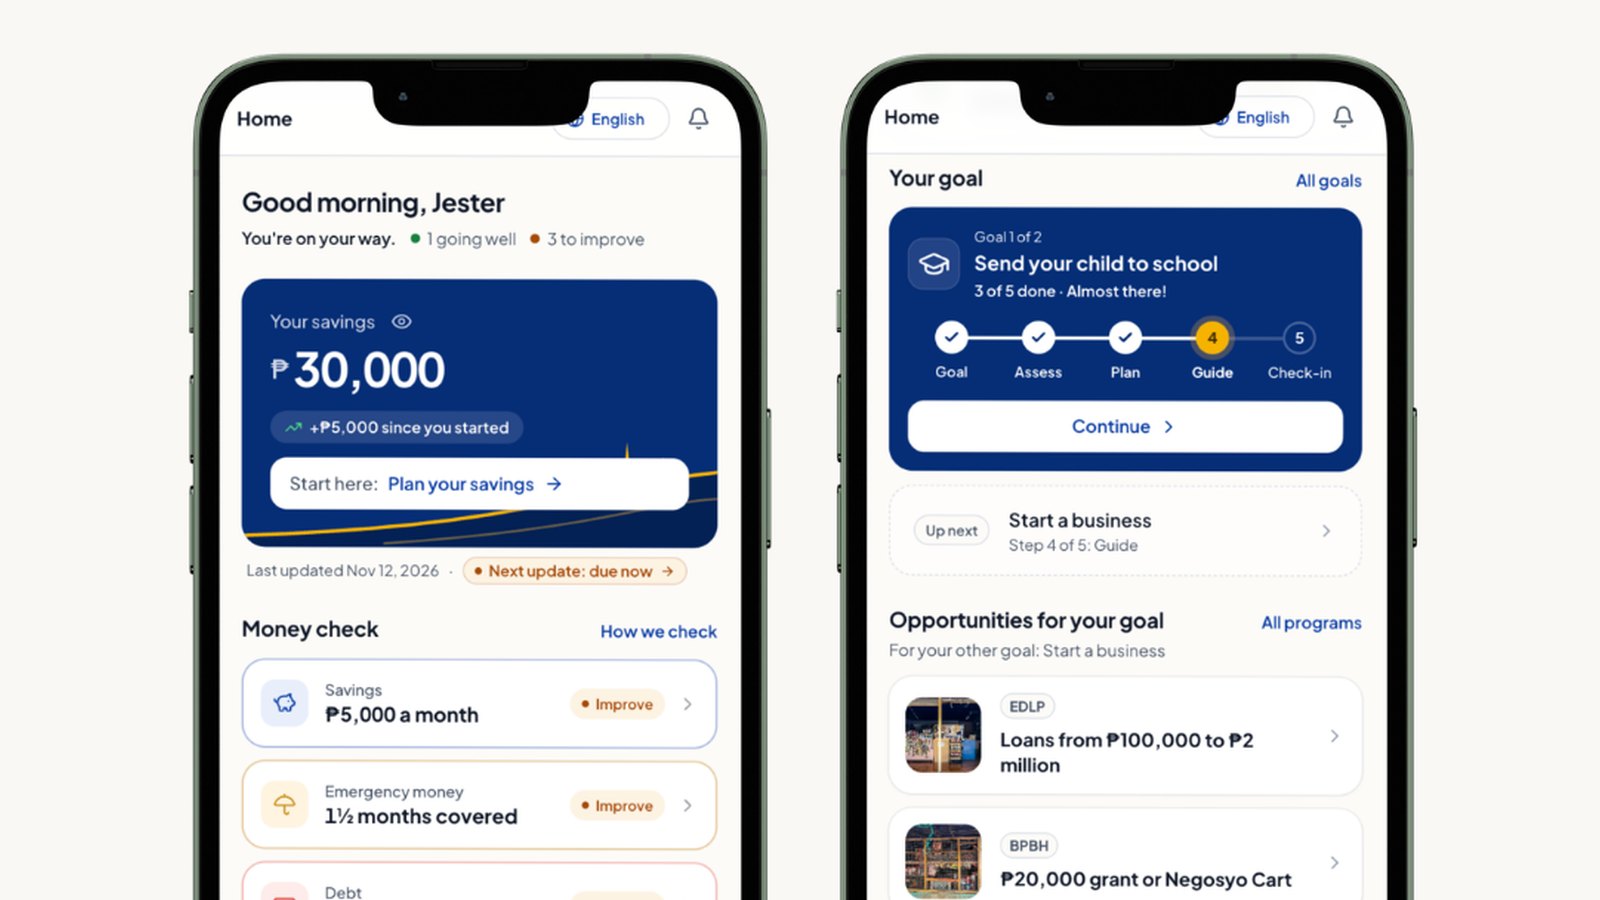 Home
English
Good morning, Jester
You're on your way. 1 going well 3 to improve
Your savings
₱ 30,000
+₱5,000 since you started
Start here: Plan your savings →
Last updated Nov 12, 2026 · Next update: due now →
Money check
How we check
Savings
₱5,000 a month
Improve
Emergency money
1½ months covered
Improve
Debt
Home
English
Your goal
All goals
Goal 1 of 2
Send your child to school
3 of 5 done · Almost there!
4
5
Goal
Assess
Plan
Guide
Check-in
Continue
Up next
Start a business
Step 4 of 5: Guide
Opportunities for your goal
All programs
For your other goal: Start a business
EDLP
Loans from ₱100,000 to ₱2
million
BPBH
₱20,000 grant or Negosyo Cart